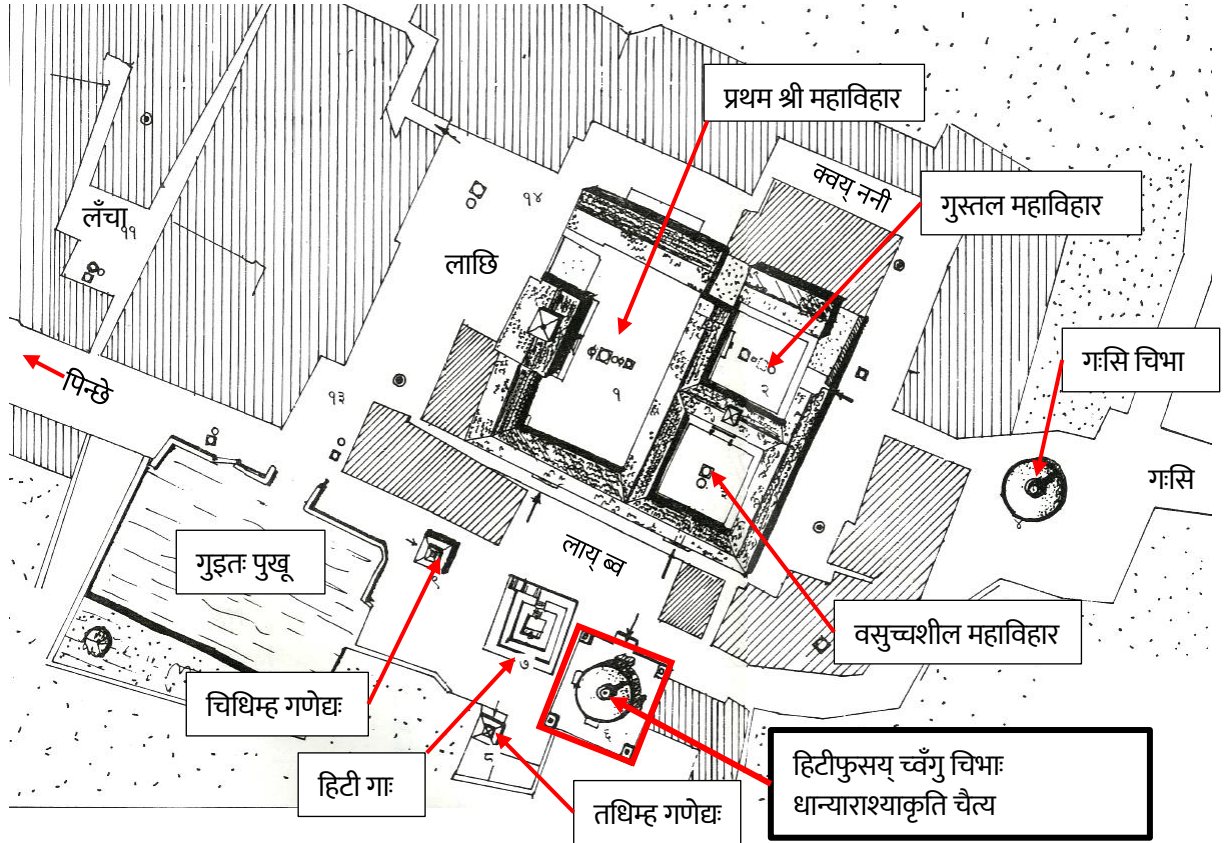 प्रथम श्री महाविहार
क्वय् ननी
गुस्तल महाविहार
लँचा
११
१४
लाछि
गःसि चिभा
पिन्छे
१३
१
२
गःसि
गुइतः पुखू
लाय् ब्व
वसुच्चशील महाविहार
चिधिम्ह गणेद्यः
७
६
८
हिटी गाः
तधिम्ह गणेद्यः
हिटीफुसय् च्वँगु चिभाः
धान्याराश्याकृति चैत्य